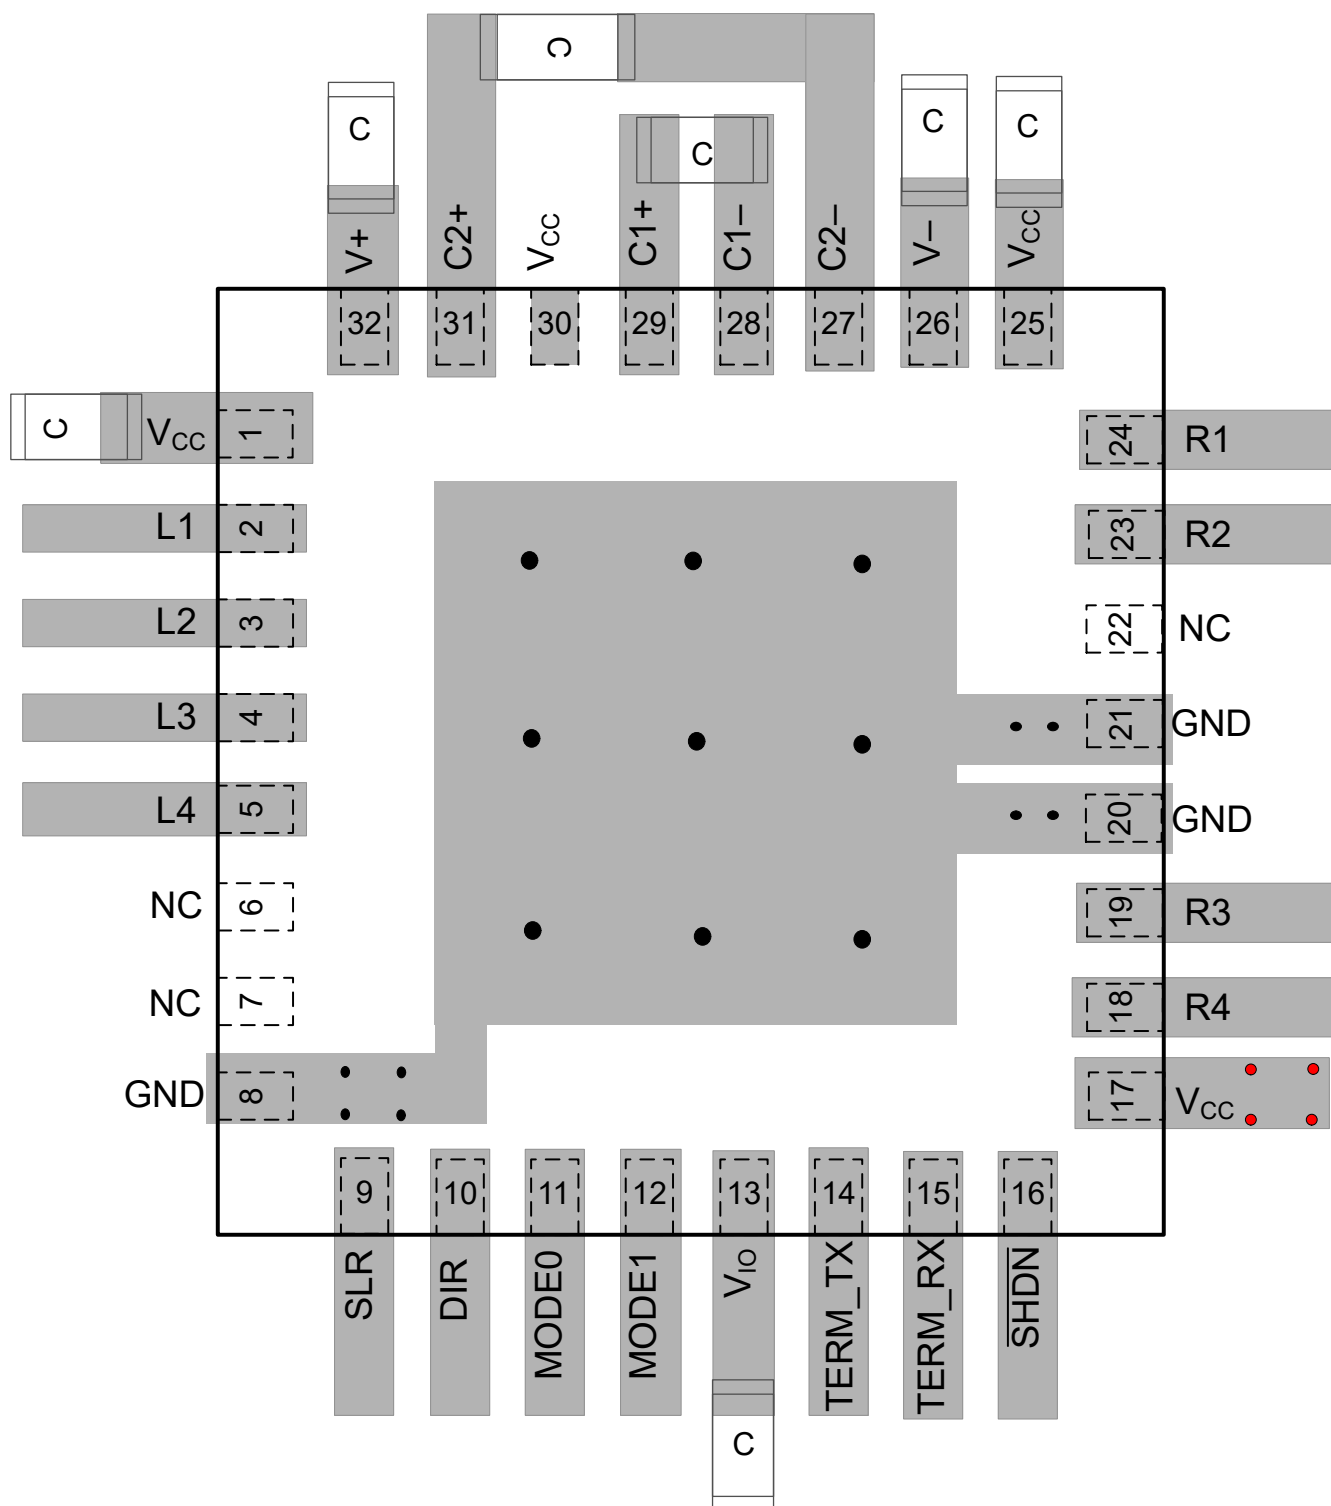 C
C
C
C
C
V+
C2+
VCC
C1+
C1–
C2–
V–
VCC
32
31
30
29
28
27
26
25
C
VCC
1
24
R1
L1
2
23
R2
L2
3
22
NC
L3
4
21
GND
L4
5
20
GND
NC
6
19
R3
NC
7
18
R4
GND
8
17
VCC
9
10
11
12
13
14
15
16
SLR
DIR
MODE0
MODE1
VIO
TERM_TX
TERM_RX
SHDN
C